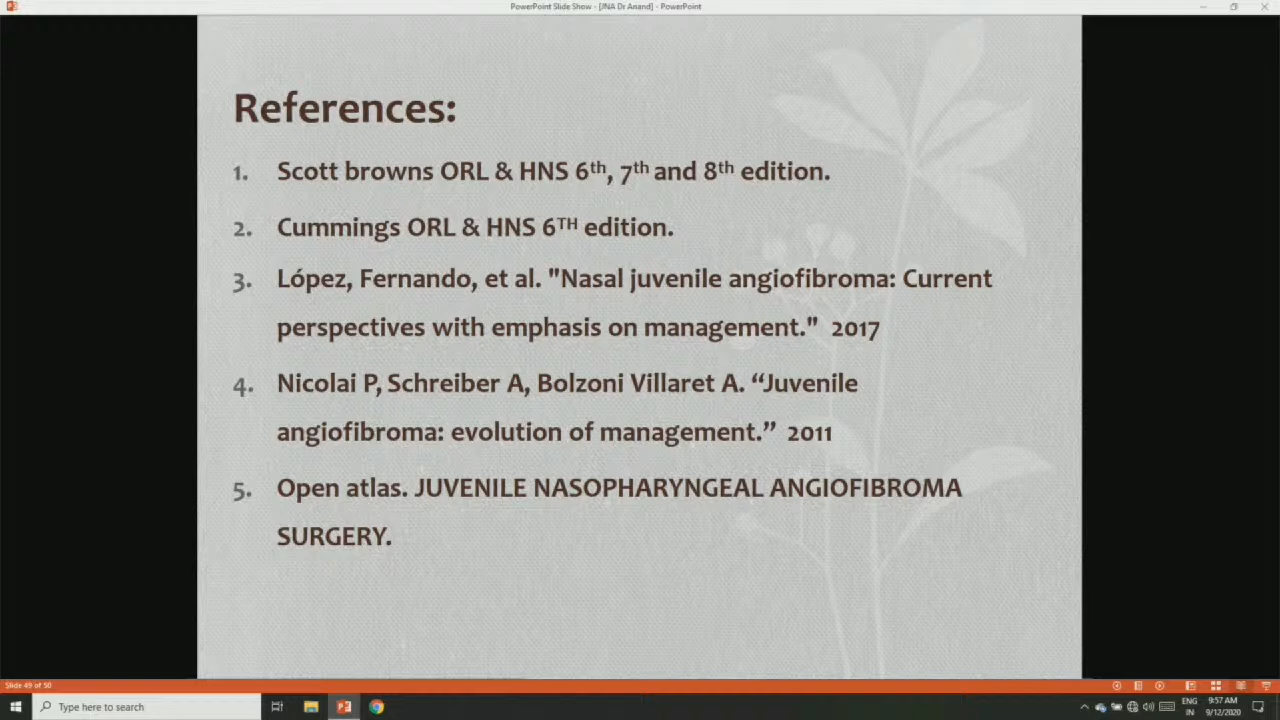 PowerPoint Slide Show - [JNA Dr Anand] - PowerPoint
References:
1. Scott browns ORL & HNS 6th, 7th and 8th edition.
2. Cummings ORL & HNS 6TH edition.
3. López, Fernando, et al. "Nasal juvenile angiofibroma: Current
perspectives with emphasis on management." 2017
4. Nicolai P, Schreiber A, Bolzoni Villaret A. “Juvenile
angiofibroma: evolution of management.” 2011
5. Open atlas. JUVENILE NASOPHARYNGEAL ANGIOFIBROMA
SURGERY.
Slide 49 of 50
Type here to search
ENG
IN
9:57 AM
9/12/2020